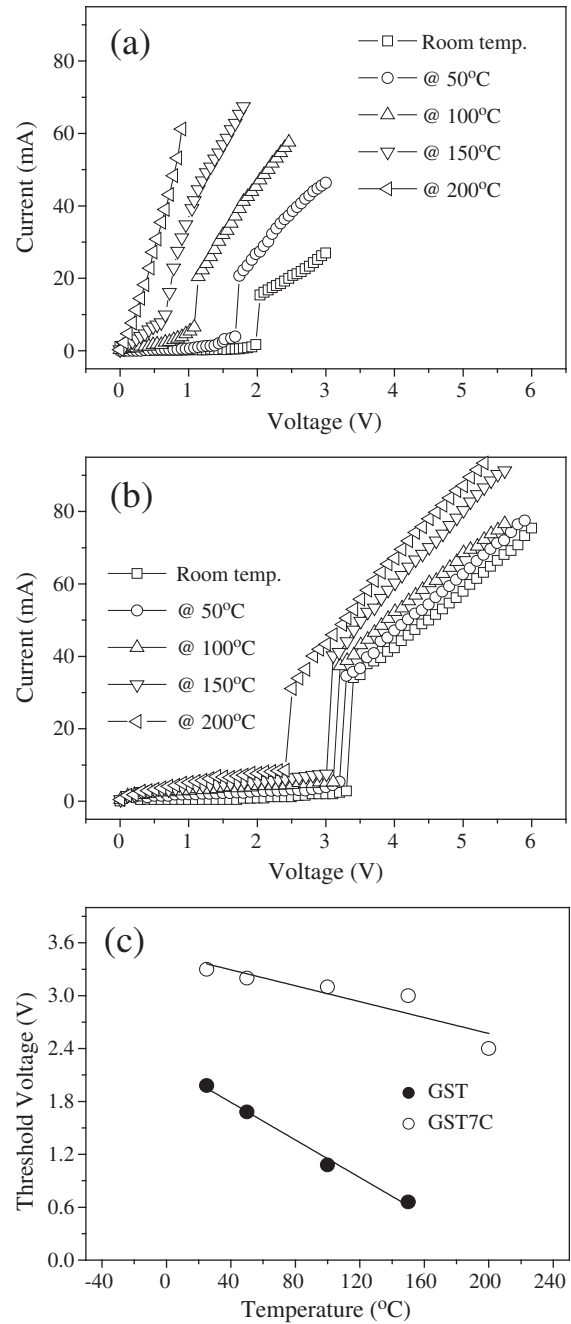 (a)
Room temp.
@ 50°C
@ 100°C
@ 150°C
@ 200°C
80
60
40
20
0
Current (mA)
0 1 2 3 4 5 6
Voltage (V)
(b)
Room temp.
@ 50°C
@ 100°C
@ 150°C
@ 200°C
80
60
40
20
0
Current (mA)
0 1 2 3 4 5 6
Voltage (V)
(c)
GST
GST7C
3.6
3.0
2.4
1.8
1.2
0.6
0.0
Threshold Voltage (V)
-40 0 40 80 120 160 200 240
Temperature (°C)